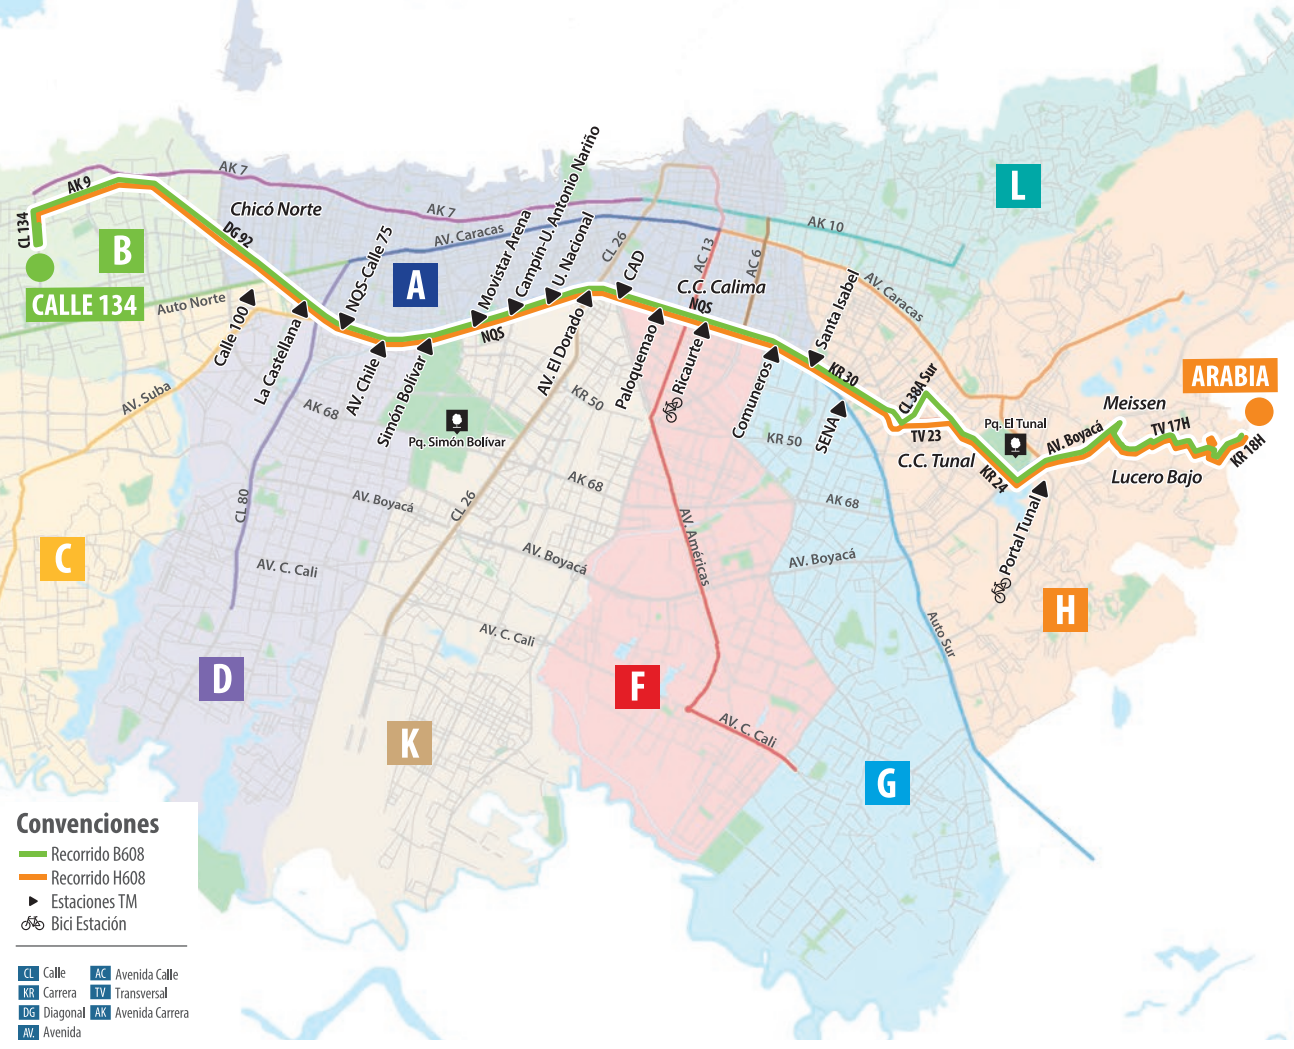 AK 7
AK 9
CL 134
B
CALLE 134
Chicó Norte
DG 92
Auto Norte
Calle 100
La Castellana
NQS-Calle 75
AV. Chile
Simón Bolívar
A
AV. Caracas
AK 7
Movistar Arena
Campín-U. Antonio Nariño
U. Nacional
NQS
AV. El Dorado
CL 26
CAD
C.C. Calima
NQS
AC 13
AC 6
AK 10
L
AV. Caracas
Paloquemao
Ricaurte
Comuneros
Santa Isabel
SENA
KR 30
CL 38A Sur
TV 23
C.C. Tunal
Pq. El Tunal
KR 24
AV. Boyacá
Meissen
TV 17H
Lucero Bajo
KR 18H
ARABIA
Portal Tunal
H
AV. Suba
AK 68
Pq. Simón Bolívar
KR 50
KR 50
AK 68
AK 68
CL 80
AV. Boyacá
CL 26
AV. Boyacá
AV. Boyacá
AV. Américas
AV. C. Cali
AV. C. Cali
AV. C. Cali
Auto Sur
C
D
K
F
G
Convenciones
Recorrido B608
Recorrido H608
Estaciones TM
Bici Estación
CL Calle
AC Avenida Calle
KR Carrera
TV Transversal
DG Diagonal
AK Avenida Carrera
AV. Avenida